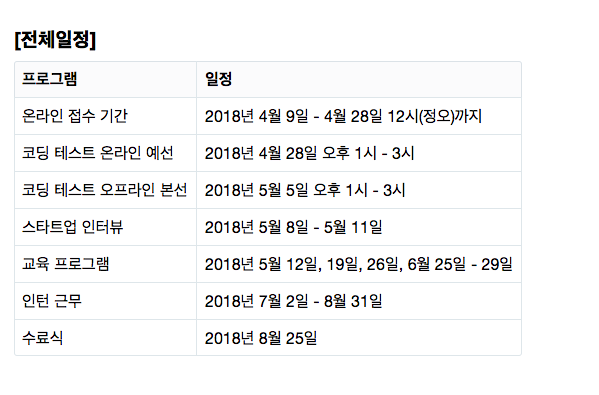 [전체일정]
프로그램 일정
온라인 접수 기간 2018년 4월 9일 - 4월 28일 12시(정오)까지
코딩 테스트 온라인 예선 2018년 4월 28일 오후 1시 - 3시
코딩 테스트 오프라인 본선 2018년 5월 5일 오후 1시 - 3시
스타트업 인터뷰 2018년 5월 8일 - 5월 11일
교육 프로그램 2018년 5월 12일, 19일, 26일, 6월 25일 - 29일
인턴 근무 2018년 7월 2일 - 8월 31일
수료식 2018년 8월 25일